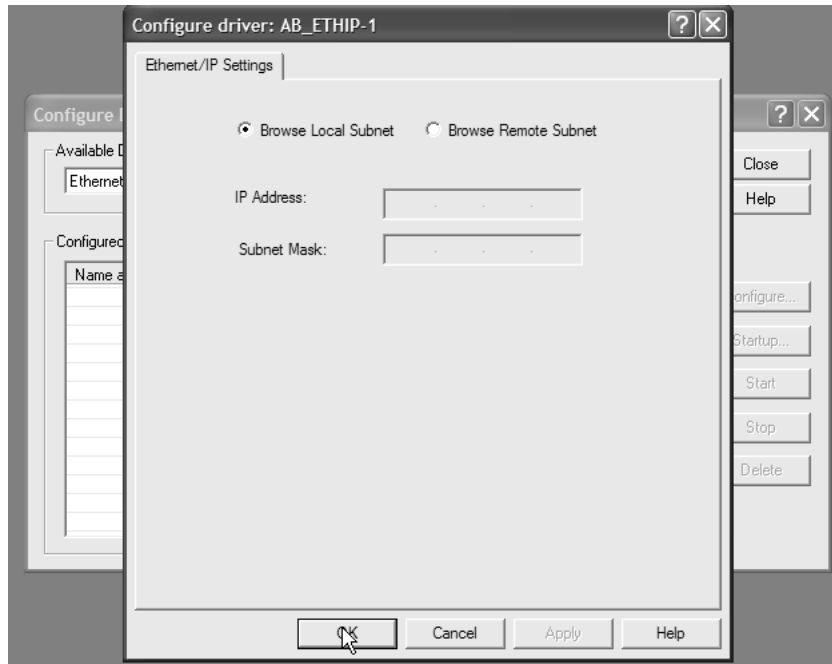 Configure driver: AB_ETHIP-1
Ethernet/IP Settings
Browse Local Subnet Browse Remote Subnet
IP Address:
Subnet Mask:
OK Cancel Apply Help
Configure
Available
Ethernet
Configured
Name
Close
Help
onfigure...
Startup...
Start
Stop
Delete